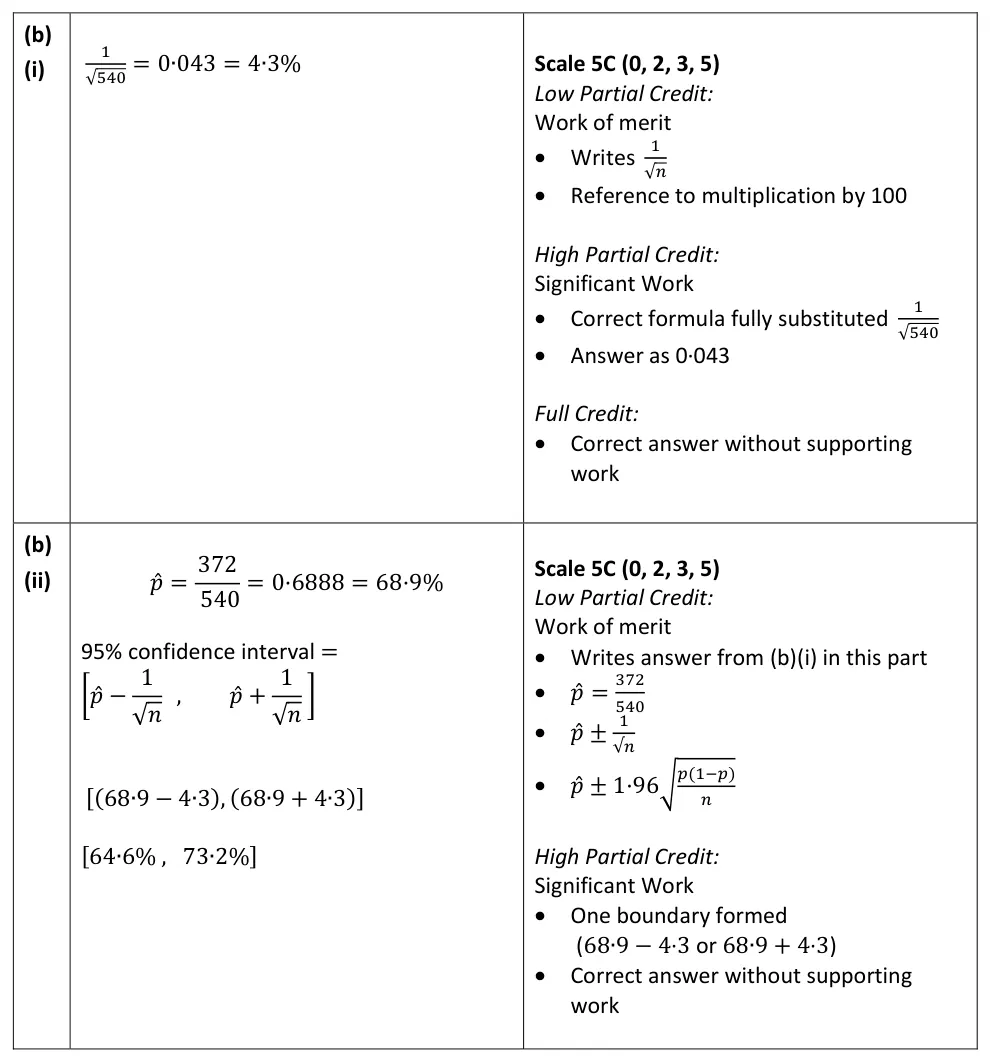 (b)
(i)
1/√540 = 0·043 = 4·3%
Scale 5C (0, 2, 3, 5)
Low Partial Credit:
Work of merit
• Writes 1/√n
• Reference to multiplication by 100
High Partial Credit:
Significant Work
• Correct formula fully substituted 1/√540
• Answer as 0·043
Full Credit:
• Correct answer without supporting
work
(b)
(ii)
p̂ = 372/540 = 0·6888 = 68·9%
95% confidence interval =
[p̂ − 1/√n , p̂ + 1/√n]
[(68·9 − 4·3), (68·9 + 4·3)]
[64·6% , 73·2%]
Scale 5C (0, 2, 3, 5)
Low Partial Credit:
Work of merit
• Writes answer from (b)(i) in this part
• p̂ = 372/540
• p̂ ± 1/√n
• p̂ ± 1·96√(p(1−p)/n)
High Partial Credit:
Significant Work
• One boundary formed
(68·9 − 4·3 or 68·9 + 4·3)
• Correct answer without supporting
work